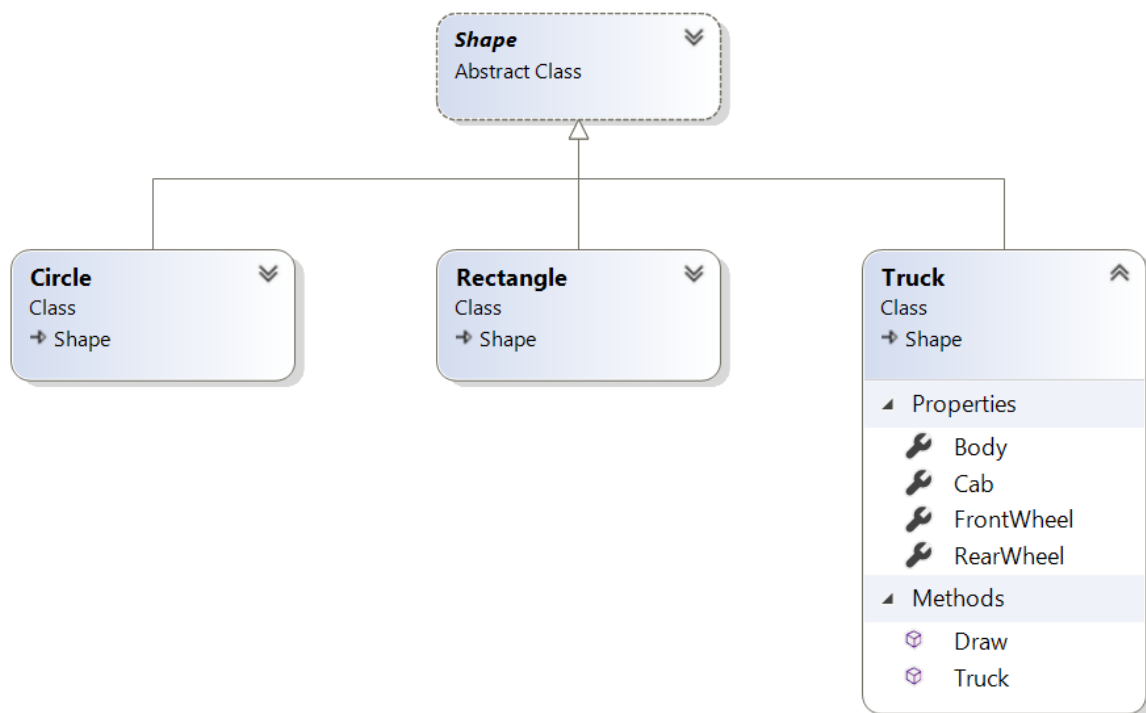 Shape
Abstract Class
Circle
Class
Shape
Rectangle
Class
Shape
Truck
Class
Shape
Properties
Body
Cab
FrontWheel
RearWheel
Methods
Draw
Truck